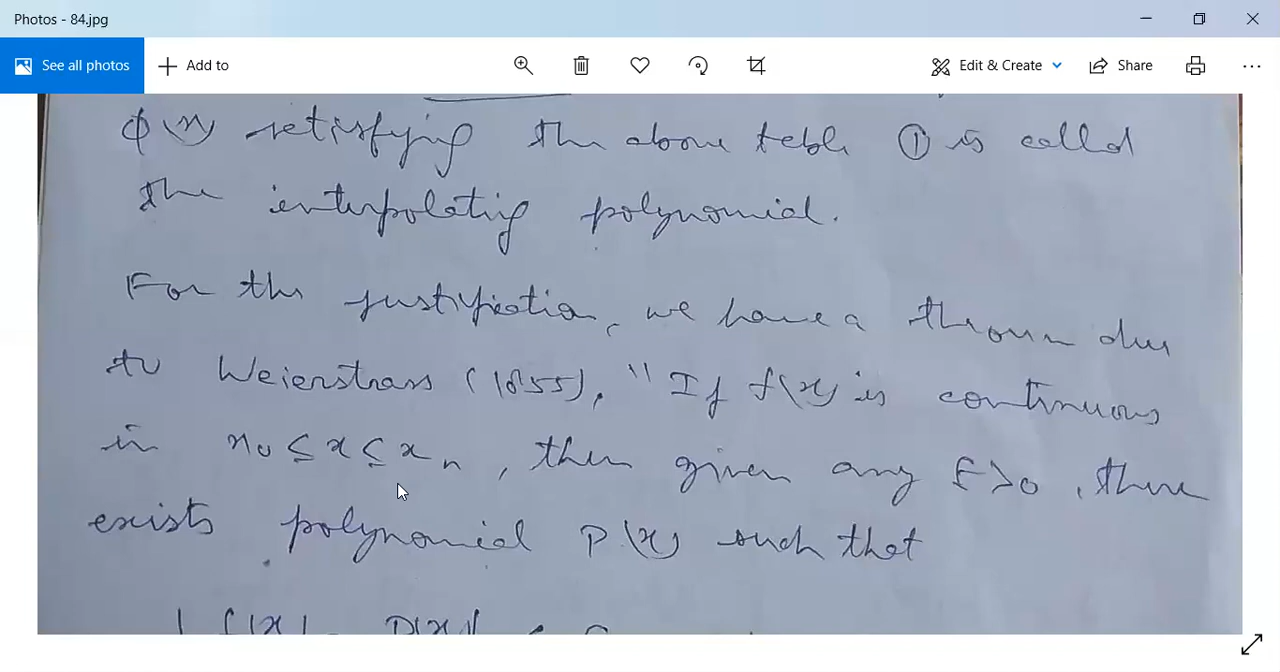 Photos - 84.jpg
See all photos
Add to
Edit & Create
Share
ϕ(x) satisfying the above table ① is called
the interpolating polynomial.
For the justification, we have a theorem due
to Weierstrass (1855), "If f(x) is continuous
in x₀ ≤ x ≤ xₙ, then given any ε>0, there
exists polynomial P(x) such that
|f(x) - P(x)| <